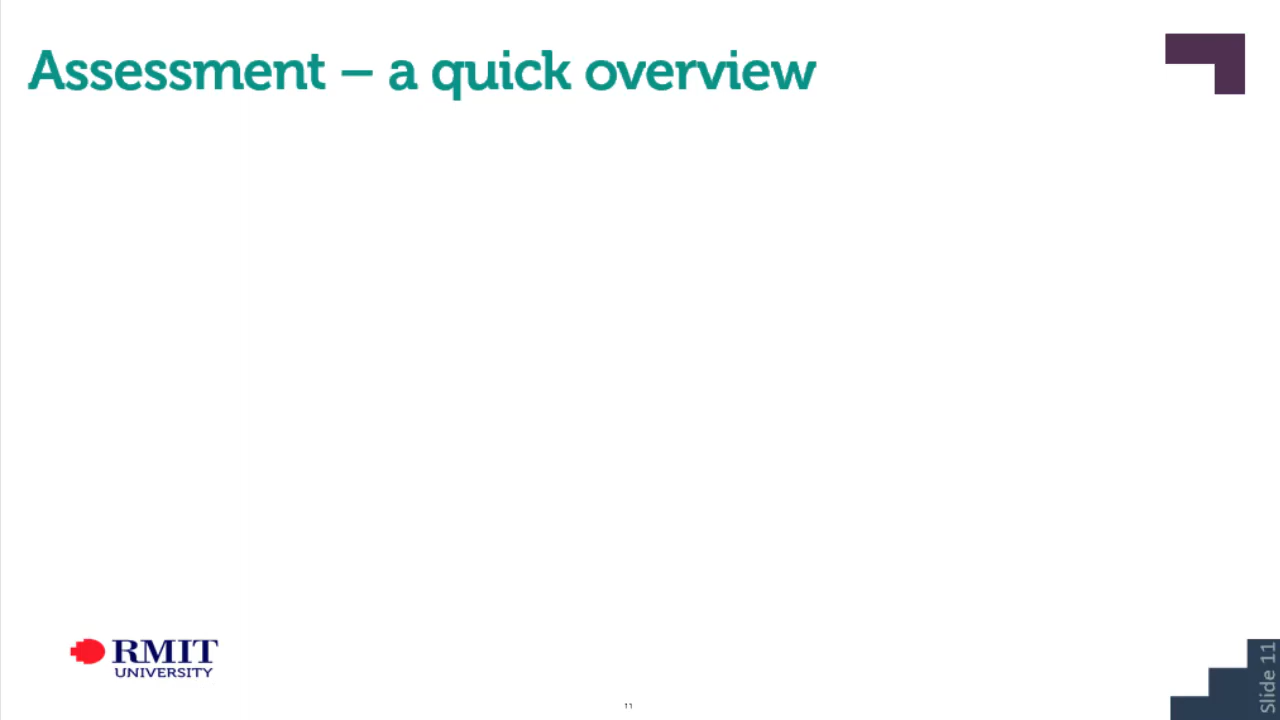 Assessment – a quick overview
RMIT
UNIVERSITY
11
Slide 11